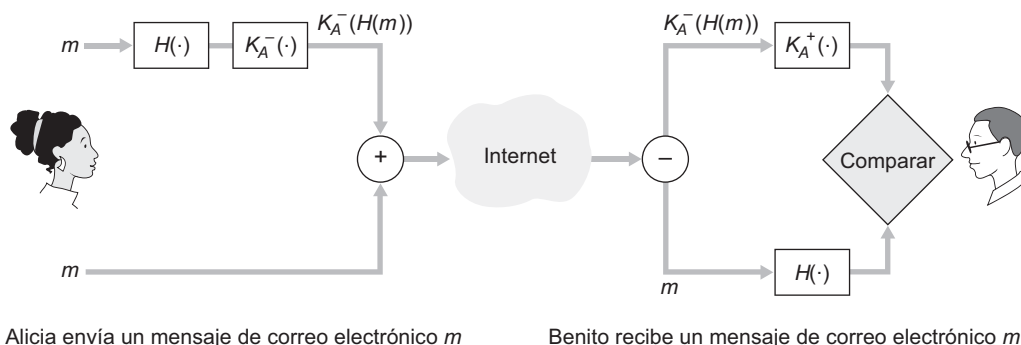 m
H(·)
K_A^-(·)
K_A^-(H(m))
m
+
Internet
–
K_A^-(H(m))
K_A^+(·)
Comparar
m
H(·)
Alicia envía un mensaje de correo electrónico m
Benito recibe un mensaje de correo electrónico m